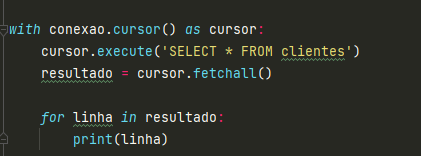 with conexao.cursor() as cursor:
    cursor.execute('SELECT * FROM clientes')
    resultado = cursor.fetchall()

    for linha in resultado:
        print(linha)